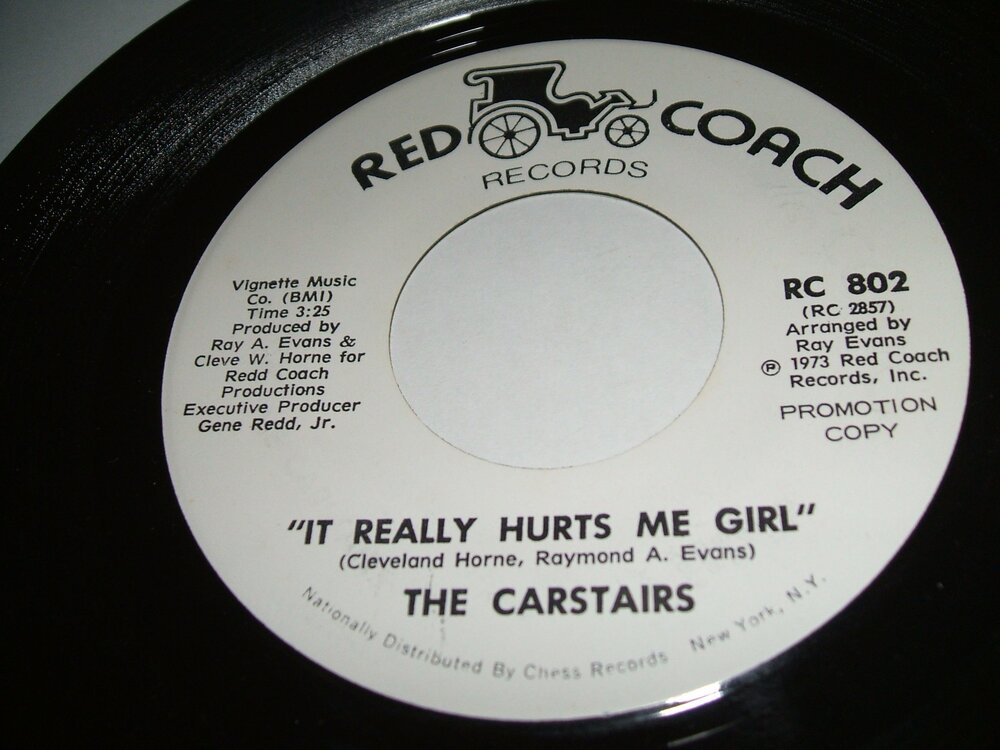 RED COACH
RECORDS
Vignette Music
Co. (BMI)
Time 3:25
Produced by
Ray A. Evans &
Cleve W. Horne for
Redd Coach
Productions
Executive Producer
Gene Redd, Jr.
RC 802
(RC 2857)
Arranged by
Ray Evans
℗ 1973 Red Coach
Records, Inc.
PROMOTION
COPY
"IT REALLY HURTS ME GIRL"
(Cleveland Horne, Raymond A. Evans)
THE CARSTAIRS
Nationally Distributed By Chess Records New York, N.Y.